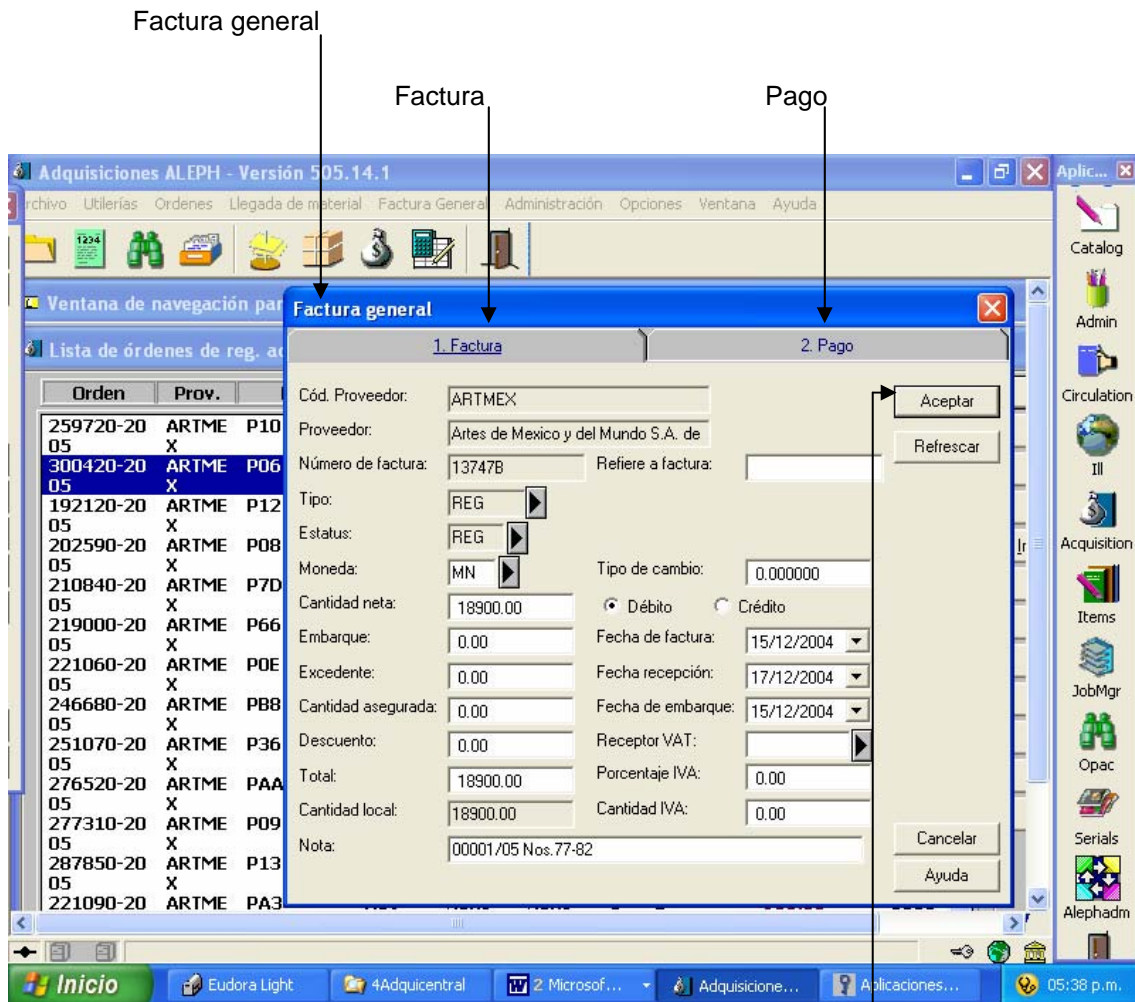 Factura general
Factura
Pago
Adquisiciones ALEPH - Versión 505.14.1
Aplic...
rchivo Utilerías Ordenes Llegada de material Factura General Administración Opciones Ventana Ayuda
1234
Catalog
Admin
Circulation
Ill
Acquisition
Items
JobMgr
Opac
Serials
Alephadm
Ventana de navegación par
Lista de órdenes de reg. ad
Orden Prov.
259720-20 ARTME P10
05 X
300420-20 ARTME P06
05 X
192120-20 ARTME P12
05 X
202590-20 ARTME P08
05 X
210840-20 ARTME P7D
05 X
219000-20 ARTME P66
05 X
221060-20 ARTME P0E
05 X
246680-20 ARTME PB8
05 X
251070-20 ARTME P36
05 X
276520-20 ARTME PAA
05 X
277310-20 ARTME P09
05 X
287850-20 ARTME P13
05 X
221090-20 ARTME PA3
Factura general
1. Factura 2. Pago
Cód. Proveedor: ARTMEX
Aceptar
Proveedor: Artes de Mexico y del Mundo S.A. de
Refrescar
Número de factura: 13747B Refiere a factura:
Tipo: REG
Estatus: REG
Moneda: MN Tipo de cambio: 0.000000
Cantidad neta: 18900.00 Débito Crédito
Embarque: 0.00 Fecha de factura: 15/12/2004
Excedente: 0.00 Fecha recepción: 17/12/2004
Cantidad asegurada: 0.00 Fecha de embarque: 15/12/2004
Descuento: 0.00 Receptor VAT:
Total: 18900.00 Porcentaje IVA: 0.00
Cantidad local: 18900.00 Cantidad IVA: 0.00
Nota: 00001/05 Nos.77-82
Cancelar
Ayuda
Inicio Eudora Light 4Adquicentral 2 Microsof... Adquisicione... Aplicaciones... 05:38 p.m.